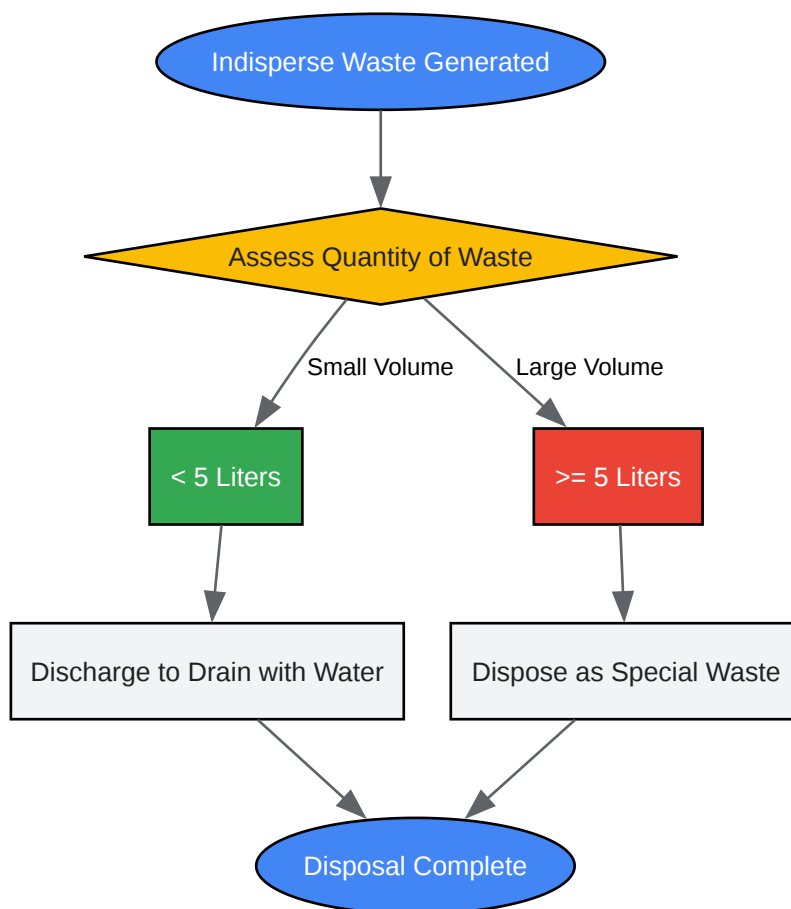 Indisperse Waste Generated
Assess Quantity of Waste
Small Volume
Large Volume
< 5 Liters
>= 5 Liters
Discharge to Drain with Water
Dispose as Special Waste
Disposal Complete